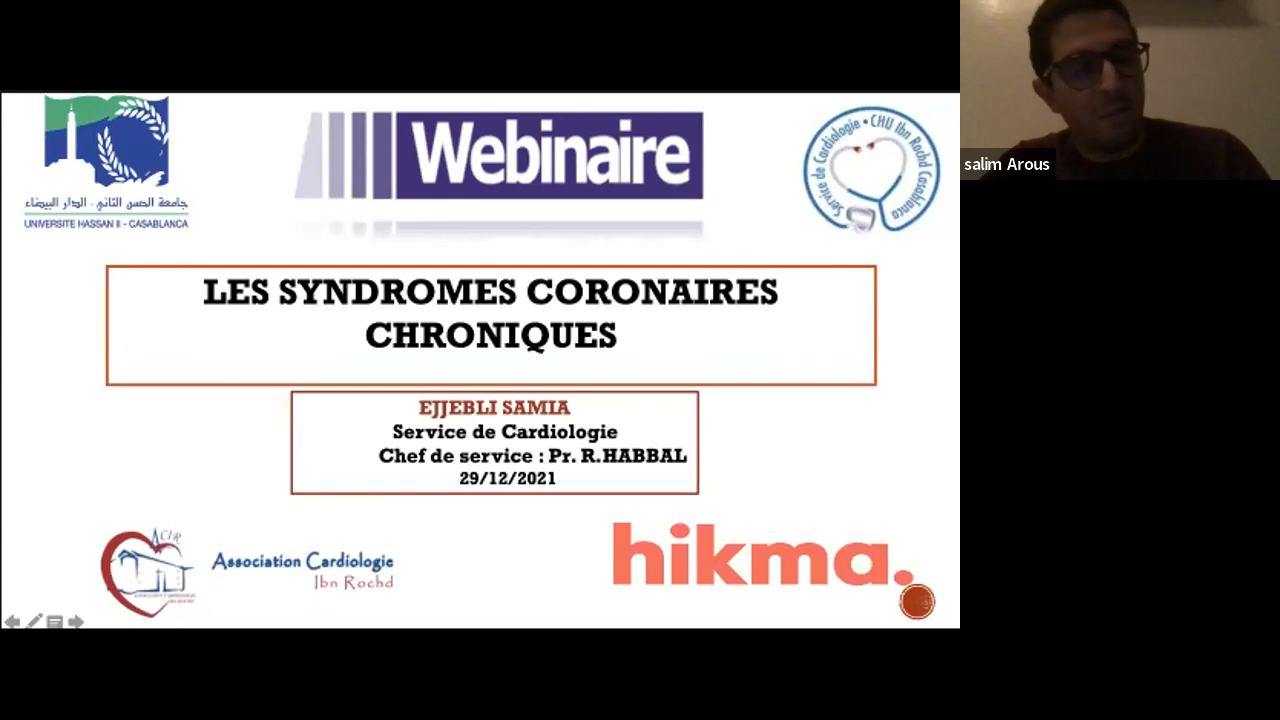 Webinaire
Service de Cardiologie • CHU Ibn Rochd Casablanca
salim Arous
جامعة الحسن الثاني - الدار البيضاء
UNIVERSITE HASSAN II - CASABLANCA
LES SYNDROMES CORONAIRES
CHRONIQUES
EJJEBLI SAMIA
Service de Cardiologie
Chef de service : Pr. R.HABBAL
29/12/2021
ACIR
Association Cardiologie
Ibn Rochd
hikma.